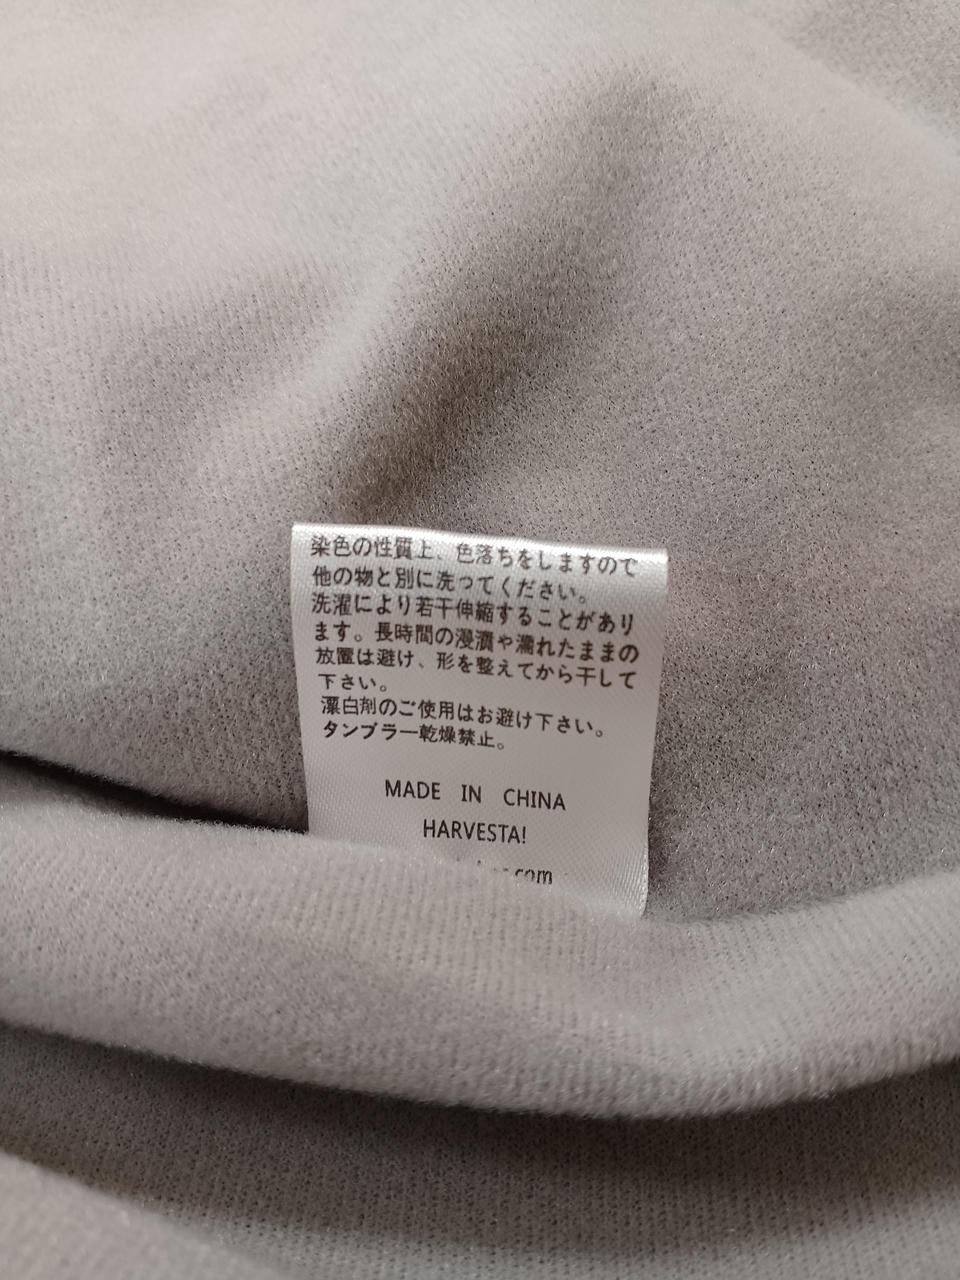 染色の性質上、色落ちをしますので
他の物と別に洗ってください。
洗濯により若干伸縮することがあり
ます。長時間の浸漬や濡れたままの
放置は避け、形を整えてから干して
下さい。
漂白剤のご使用はお避け下さい。
タンブラー乾燥禁止。
MADE IN CHINA
HARVESTA!
.com